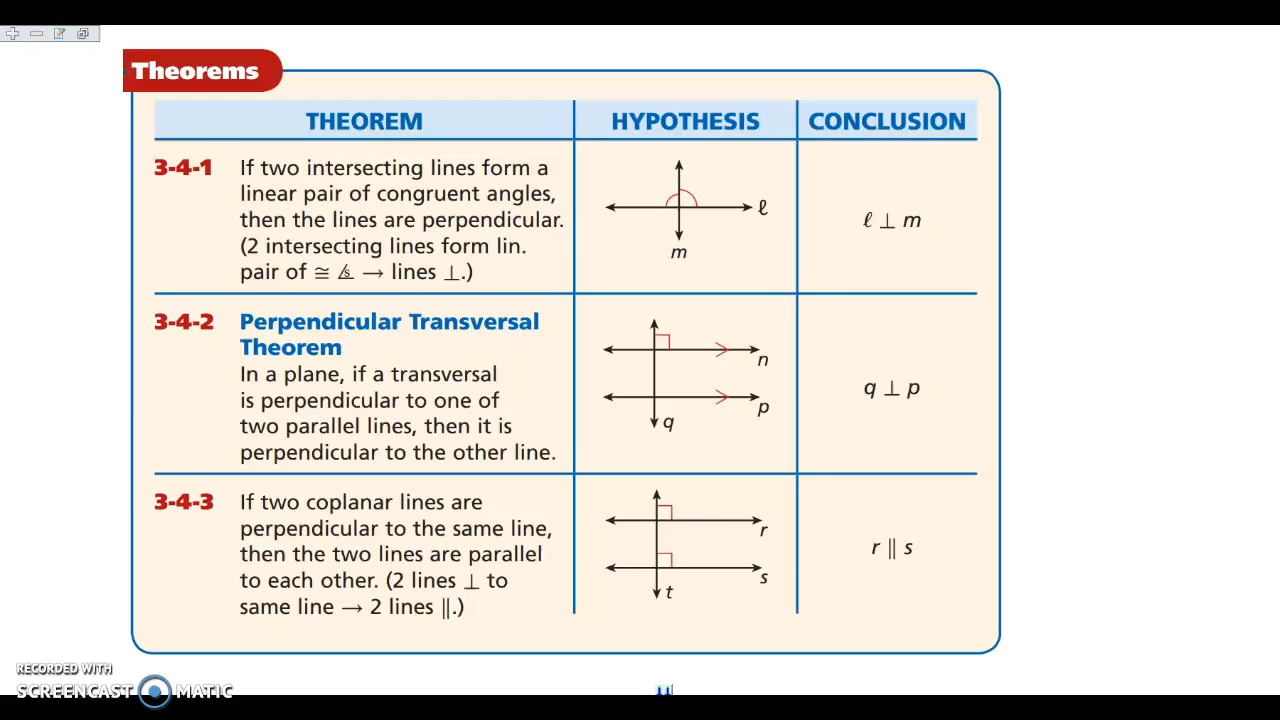 Theorems
THEOREM
HYPOTHESIS
CONCLUSION
3-4-1 If two intersecting lines form a
linear pair of congruent angles,
then the lines are perpendicular.
(2 intersecting lines form lin.
pair of ≅ ∡s → lines ⊥.)
ℓ
m
ℓ ⊥ m
3-4-2 Perpendicular Transversal
Theorem
In a plane, if a transversal
is perpendicular to one of
two parallel lines, then it is
perpendicular to the other line.
n
p
q
q ⊥ p
3-4-3 If two coplanar lines are
perpendicular to the same line,
then the two lines are parallel
to each other. (2 lines ⊥ to
same line → 2 lines ∥.)
r
s
t
r ∥ s
RECORDED WITH
SCREENCAST MATIC